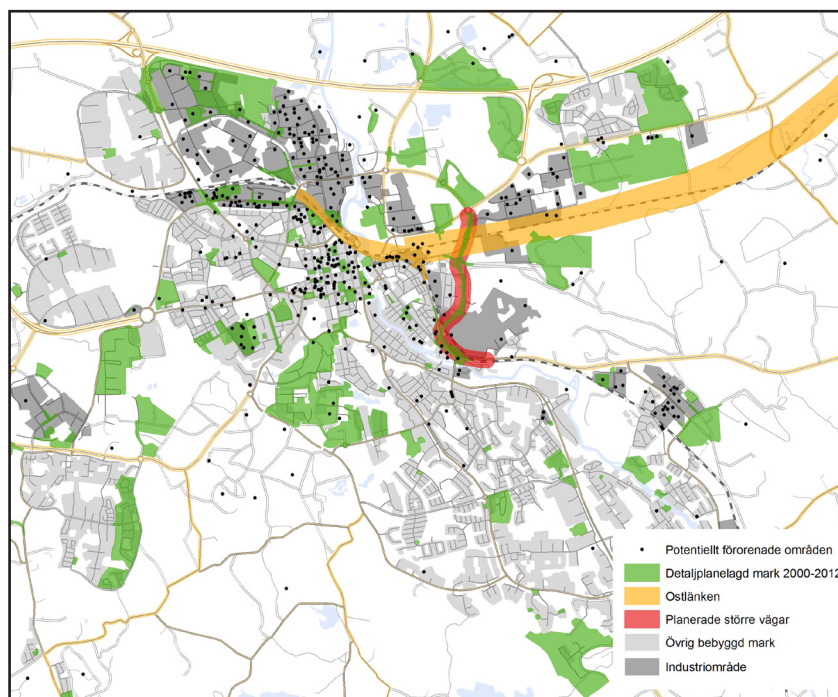 Potentiellt förorenade områden
Detaljplanelagd mark 2000-2012
Ostlänken
Planerade större vägar
Övrig bebyggd mark
Industriområde